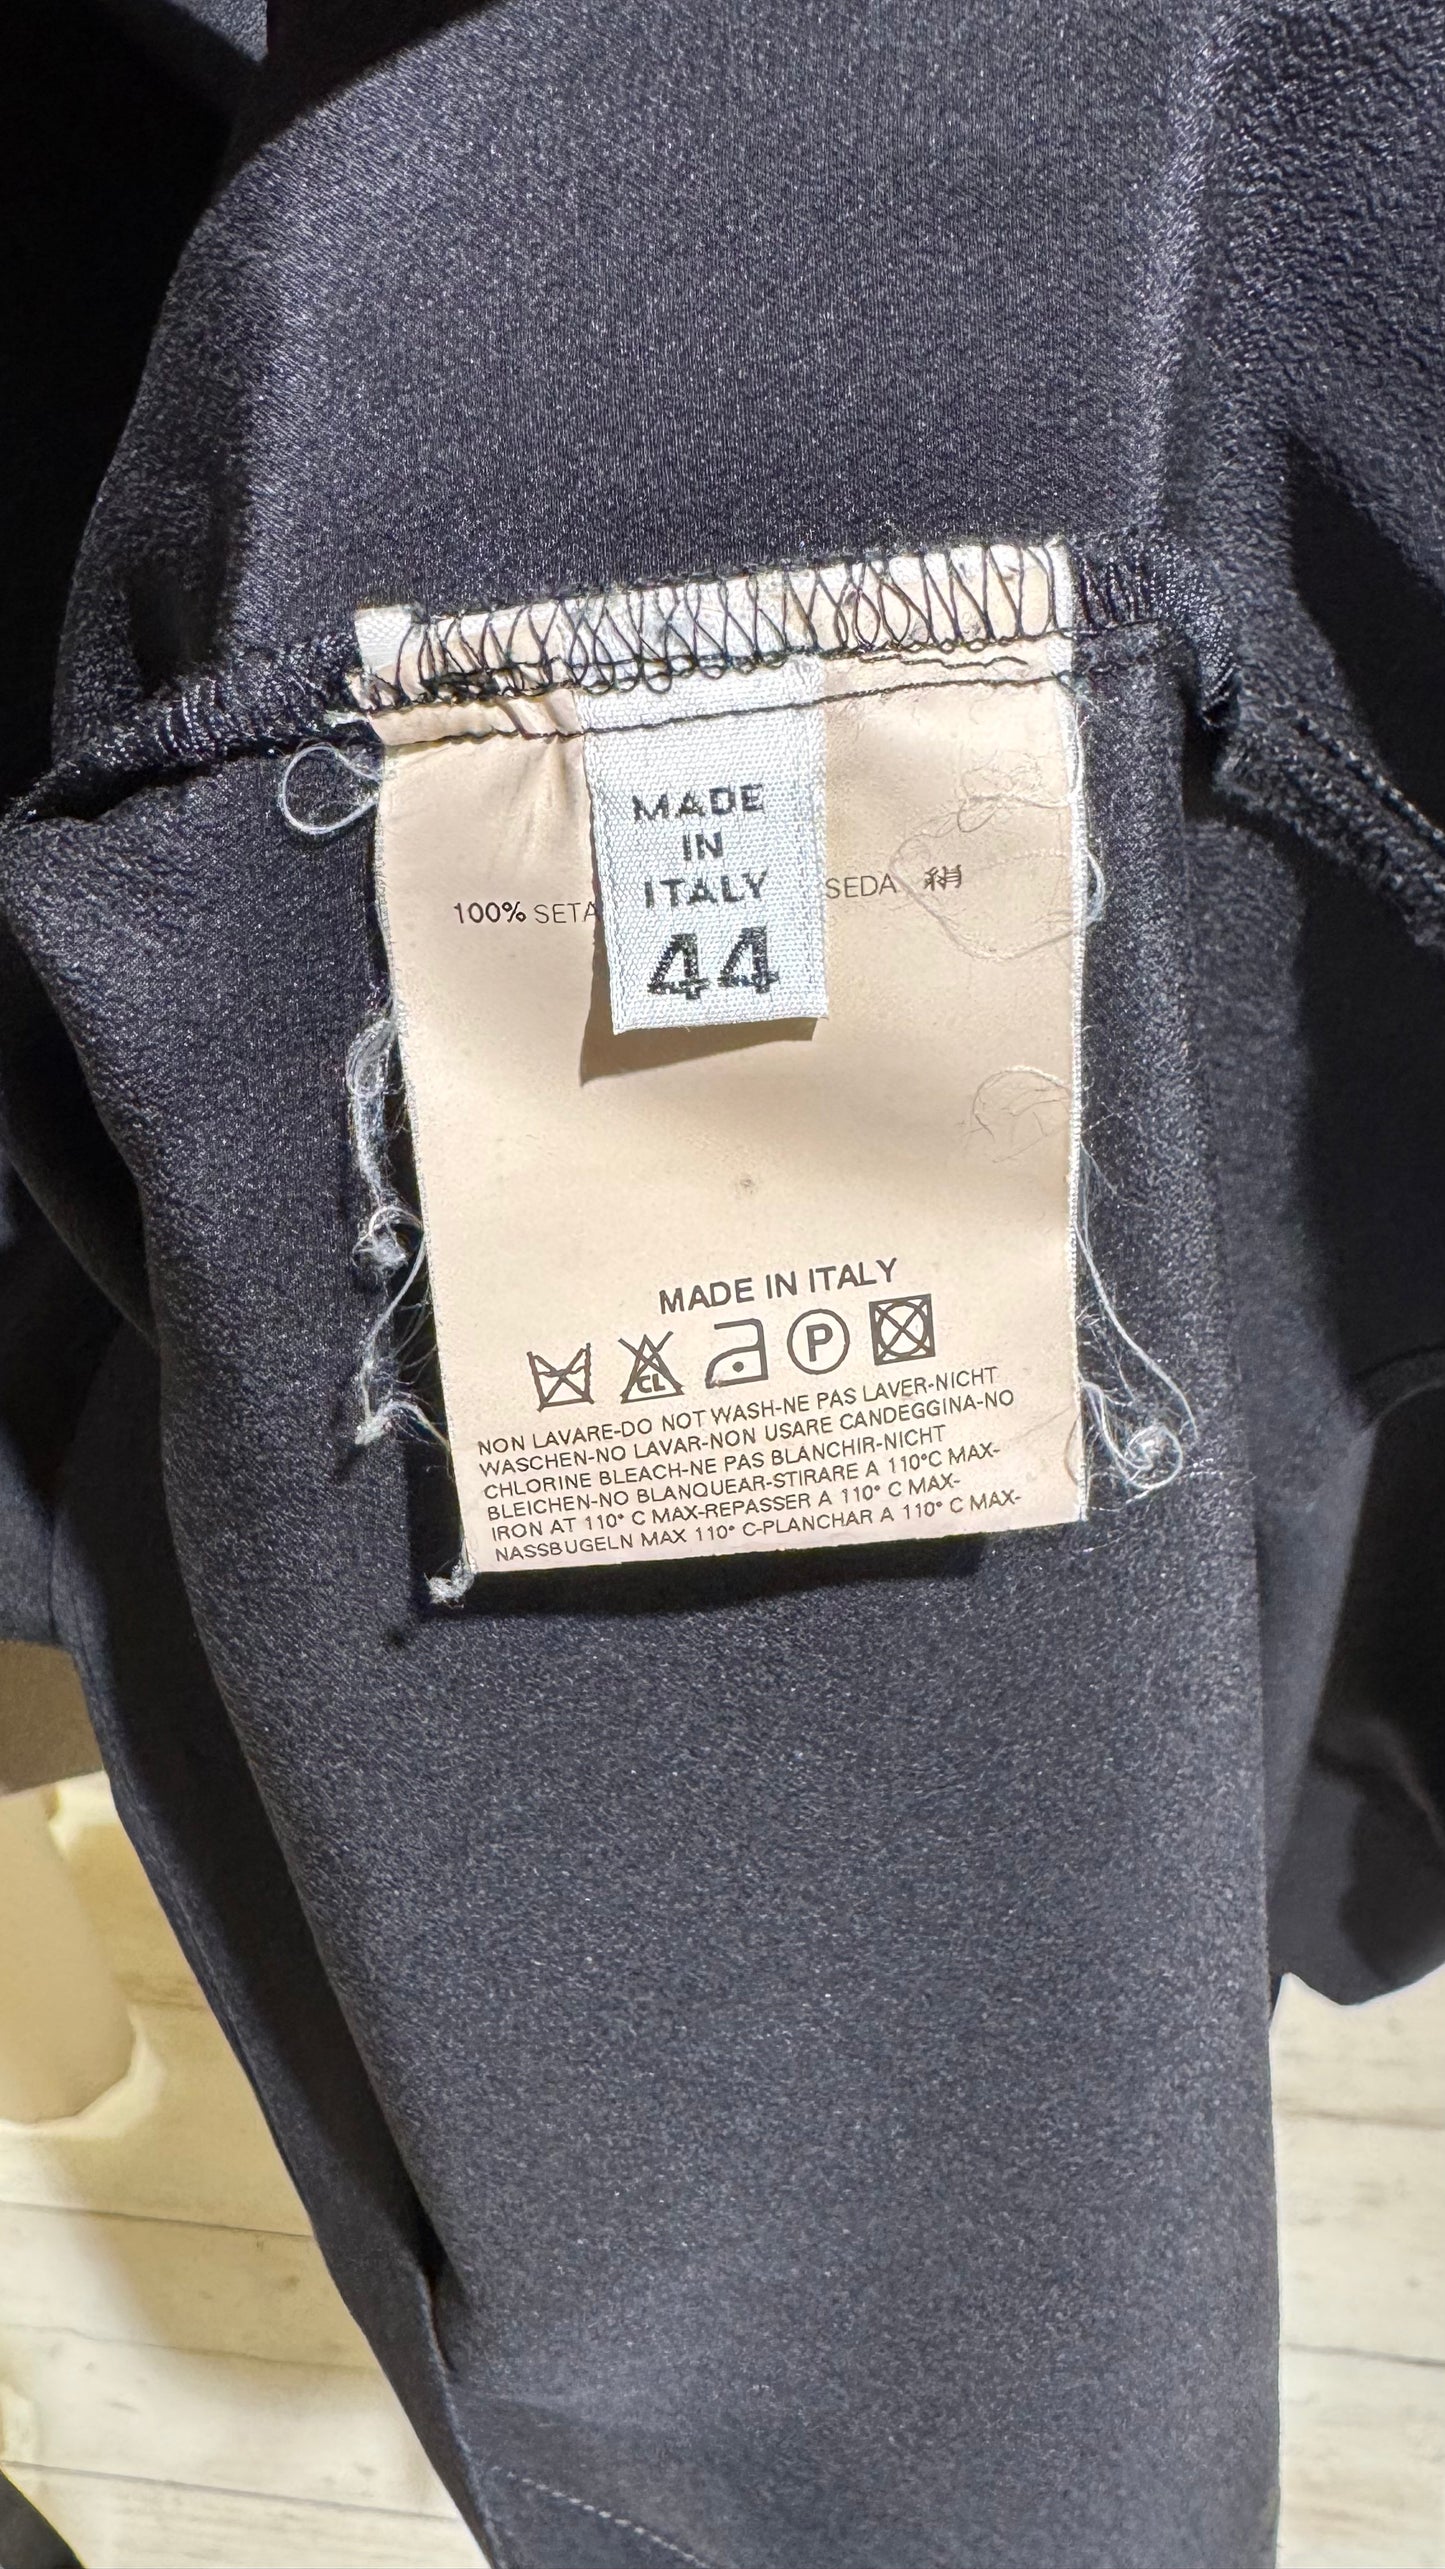 MADE
IN
ITALY
44
100% SETA
SEDA 絹
MADE IN ITALY
CL P
NON LAVARE-DO NOT WASH-NE PAS LAVER-NICHT
WASCHEN-NO LAVAR-NON USARE CANDEGGINA-NO
CHLORINE BLEACH-NE PAS BLANCHIR-NICHT
BLEICHEN-NO BLANQUEAR-STIRARE A 110°C MAX-
IRON AT 110° C MAX-REPASSER A 110° C MAX-
NASSBUGELN MAX 110° C-PLANCHAR A 110° C MAX-